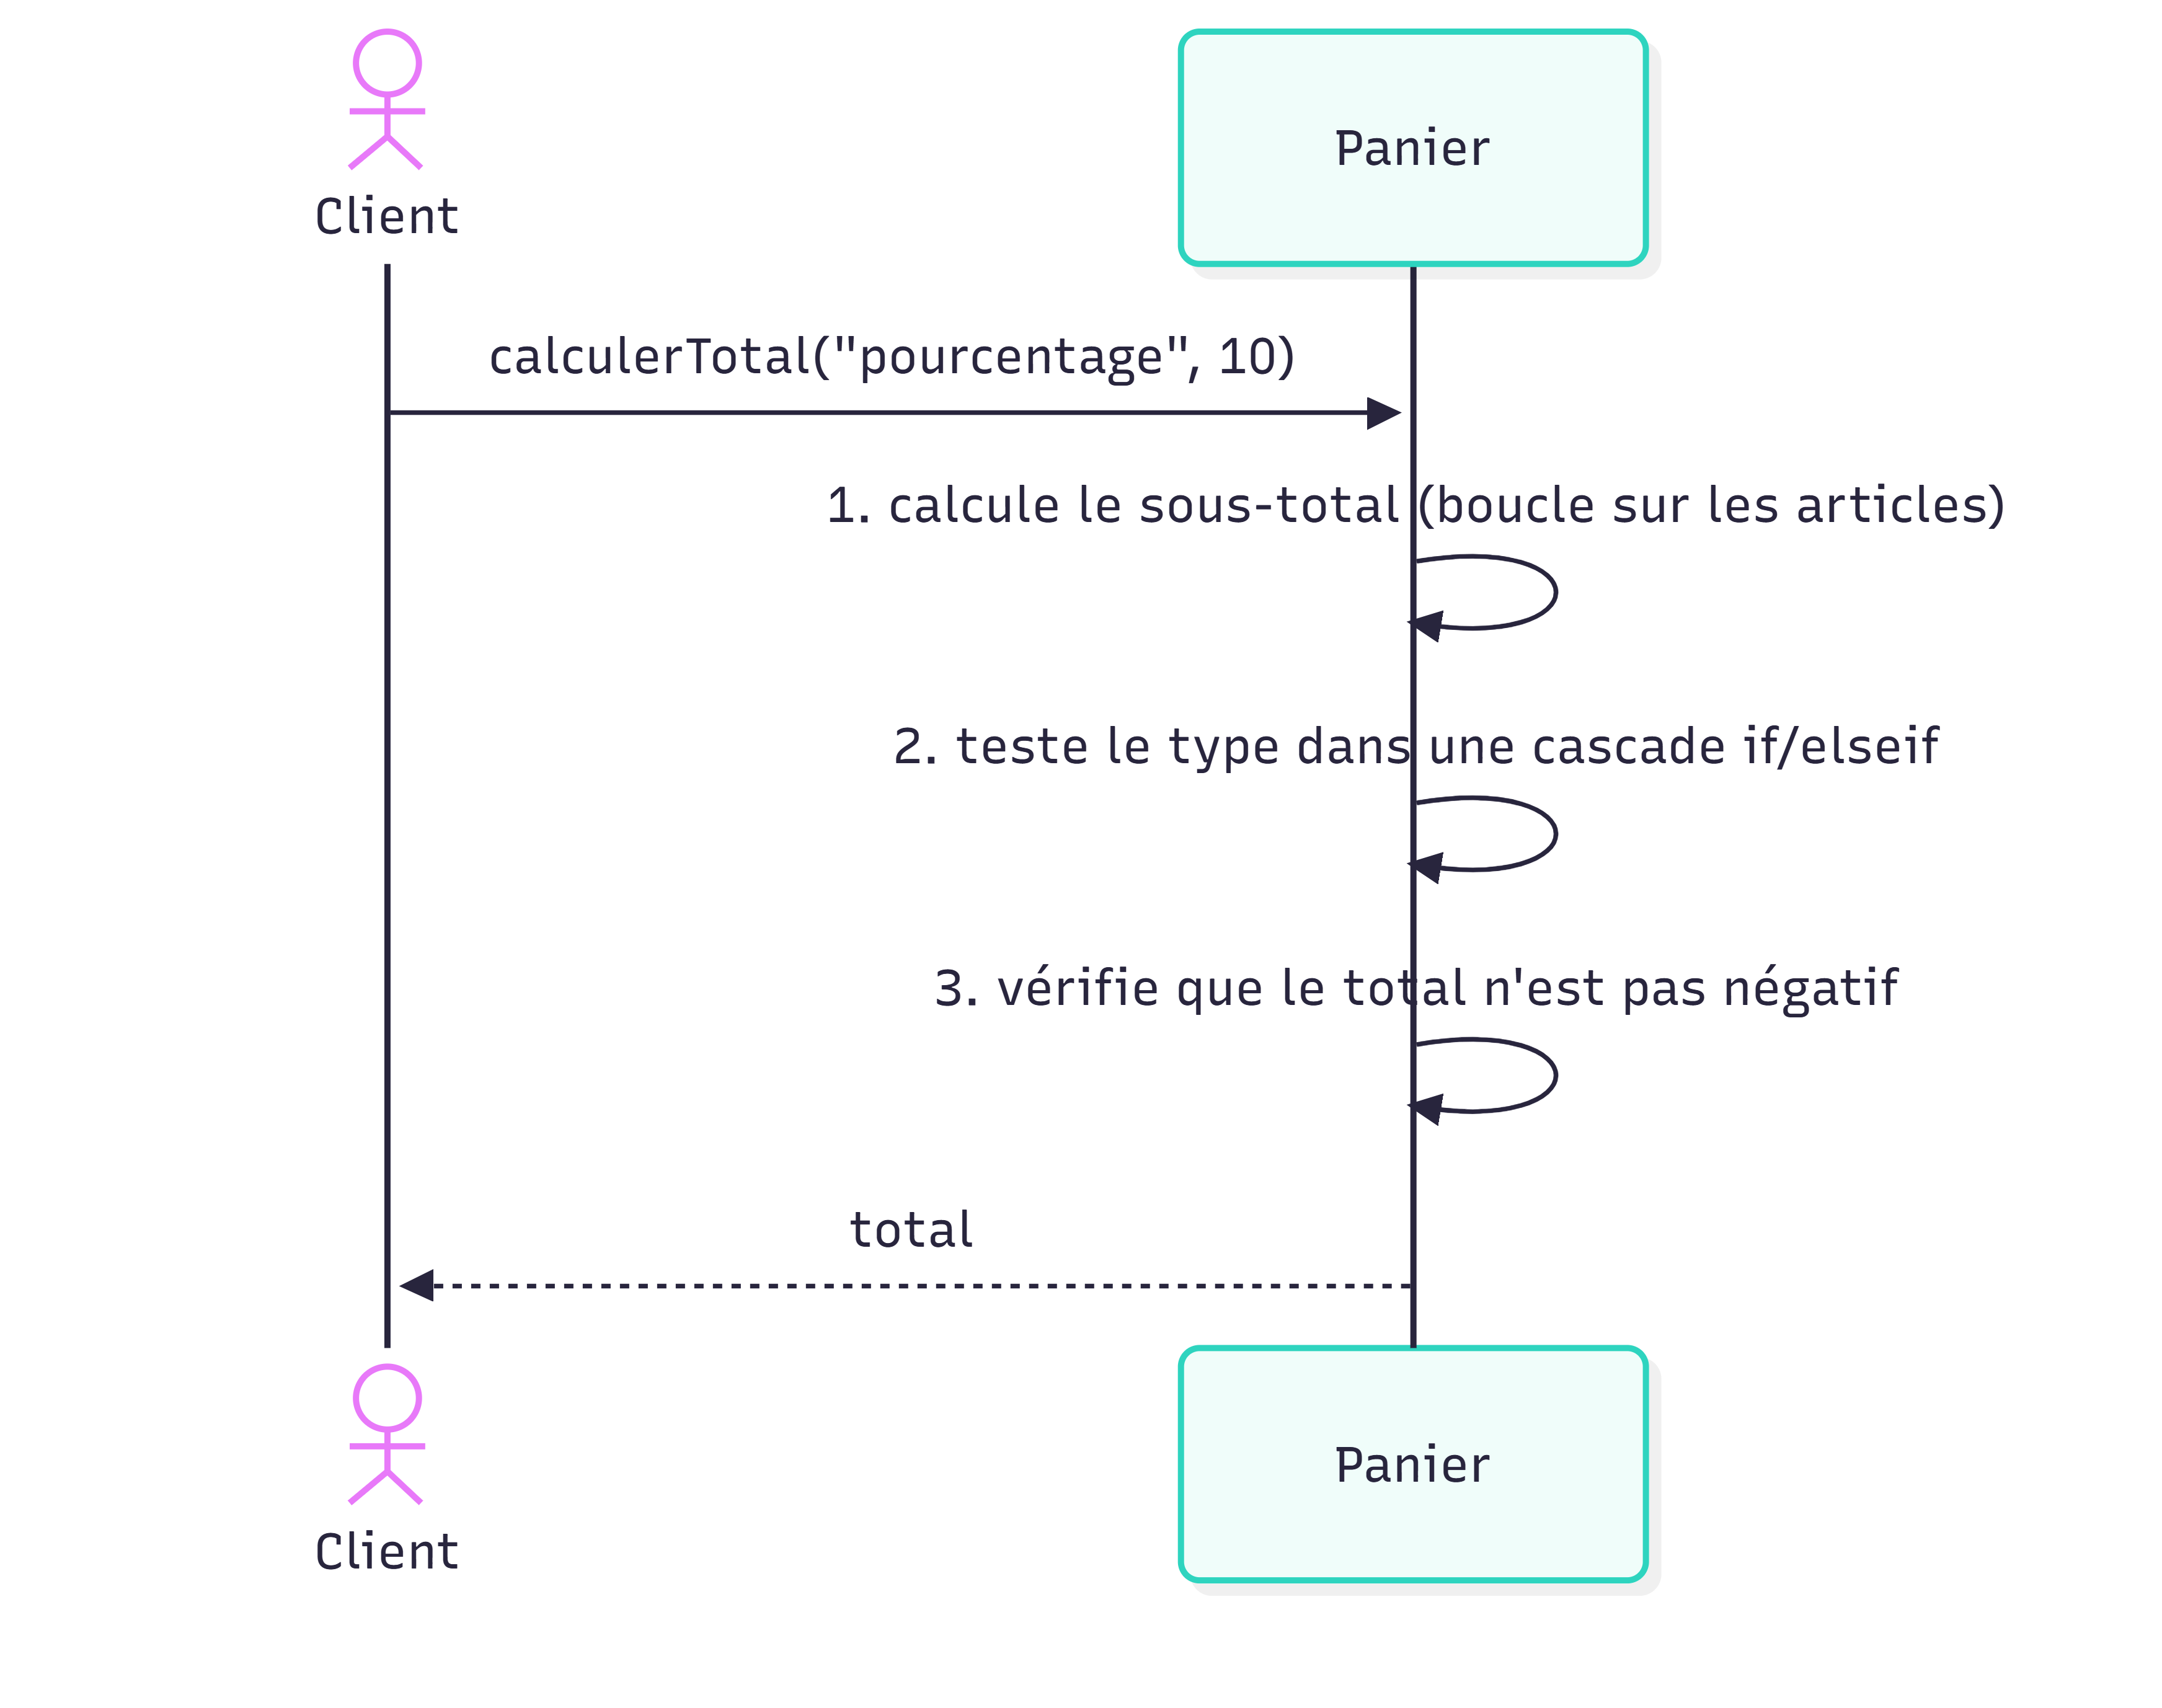 Client
Panier
calculerTotal("pourcentage", 10)
1. calcule le sous-total (boucle sur les articles)
2. teste le type dans une cascade if/elseif
3. vérifie que le total n'est pas négatif
total
Client
Panier